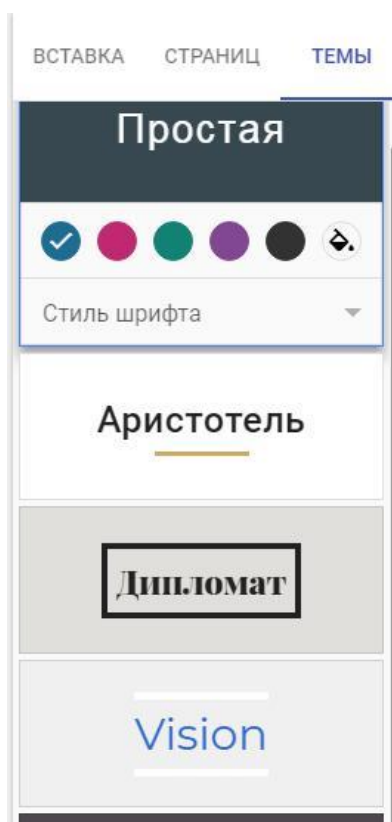 ВСТАВКА СТРАНИЦ ТЕМЫ
Простая
Стиль шрифта
Аристотель
Дипломат
Vision